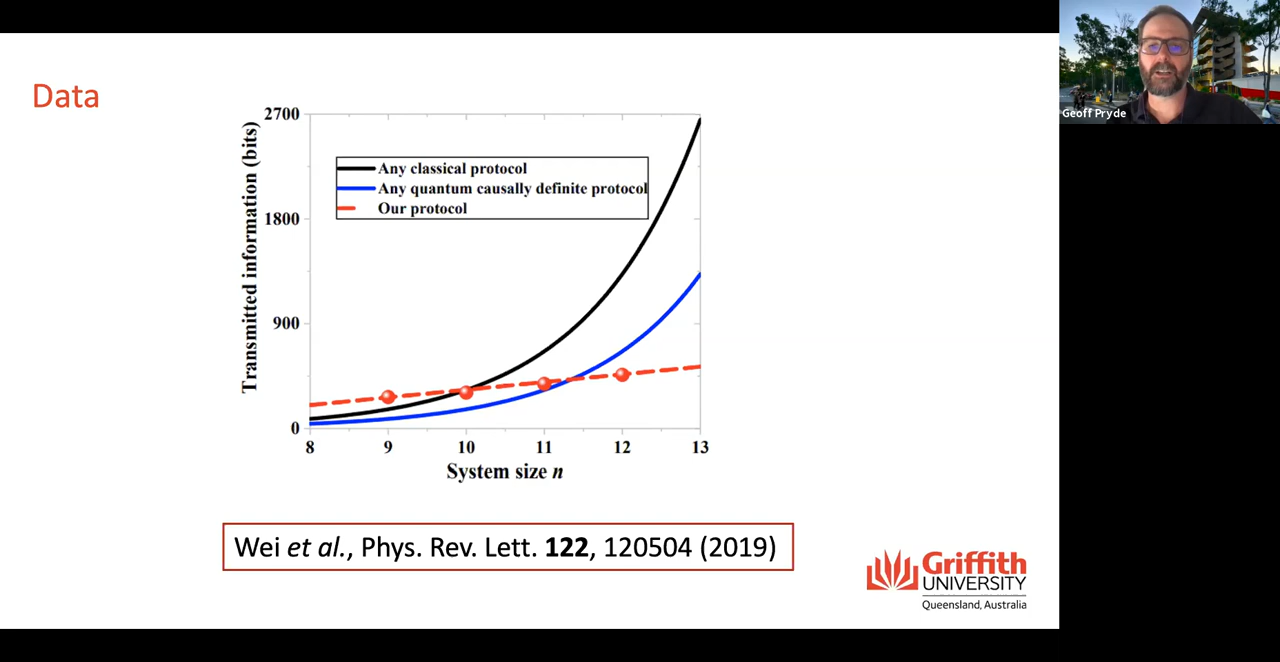 Data
Geoff Pryde
2700
1800
900
0
Transmitted information (bits)
Any classical protocol
Any quantum causally definite protocol
Our protocol
8 9 10 11 12 13
System size n
Wei et al., Phys. Rev. Lett. 122, 120504 (2019)
Griffith
UNIVERSITY
Queensland, Australia